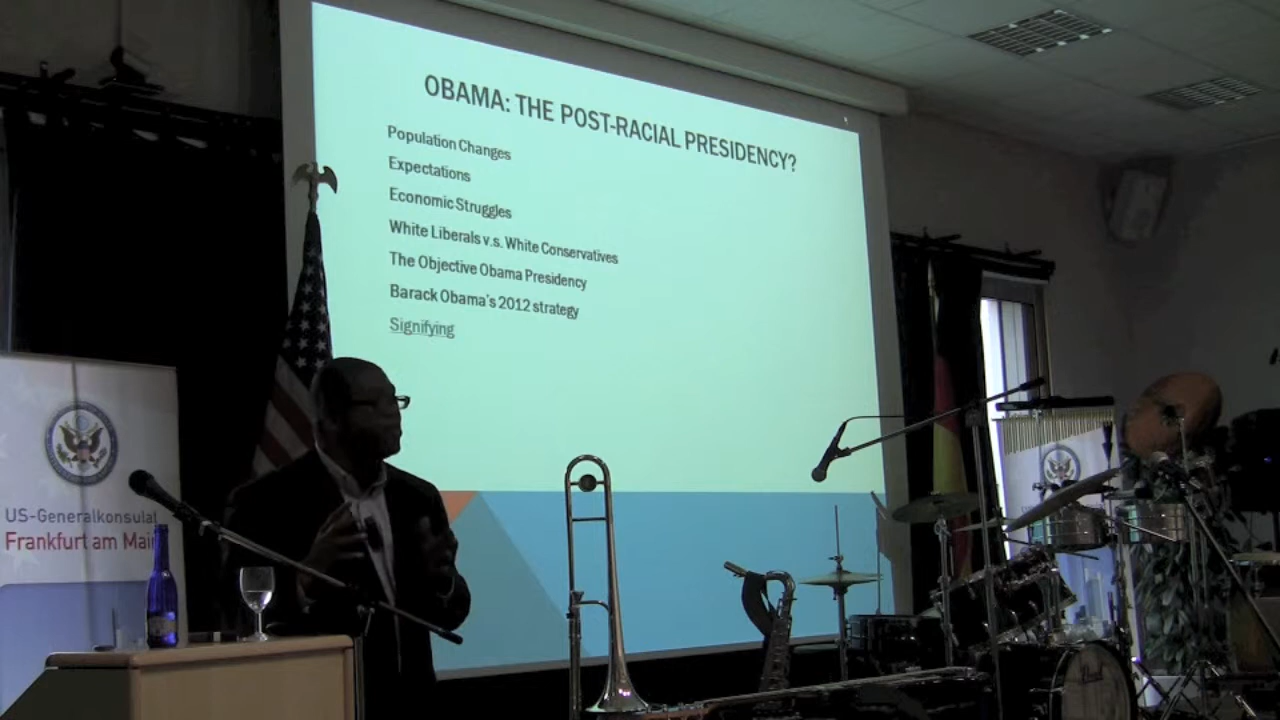 OBAMA: THE POST-RACIAL PRESIDENCY?
Population Changes
Expectations
Economic Struggles
White Liberals v.s. White Conservatives
The Objective Obama Presidency
Barack Obama's 2012 strategy
Signifying
US-Generalkonsulat
Frankfurt am Main
Pearl